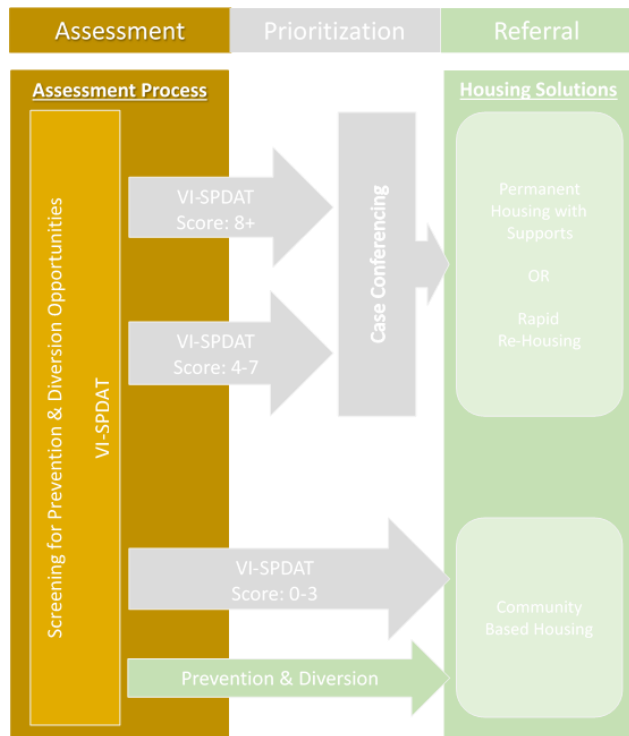 Assessment
Prioritization
Referral
Assessment Process
Screening for Prevention & Diversion Opportunities
VI-SPDAT
VI-SPDAT
Score: 8+
VI-SPDAT
Score: 4-7
Case Conferencing
VI-SPDAT
Score: 0-3
Prevention & Diversion
Housing Solutions
Permanent
Housing with
Supports
OR
Rapid
Re-Housing
Community
Based Housing